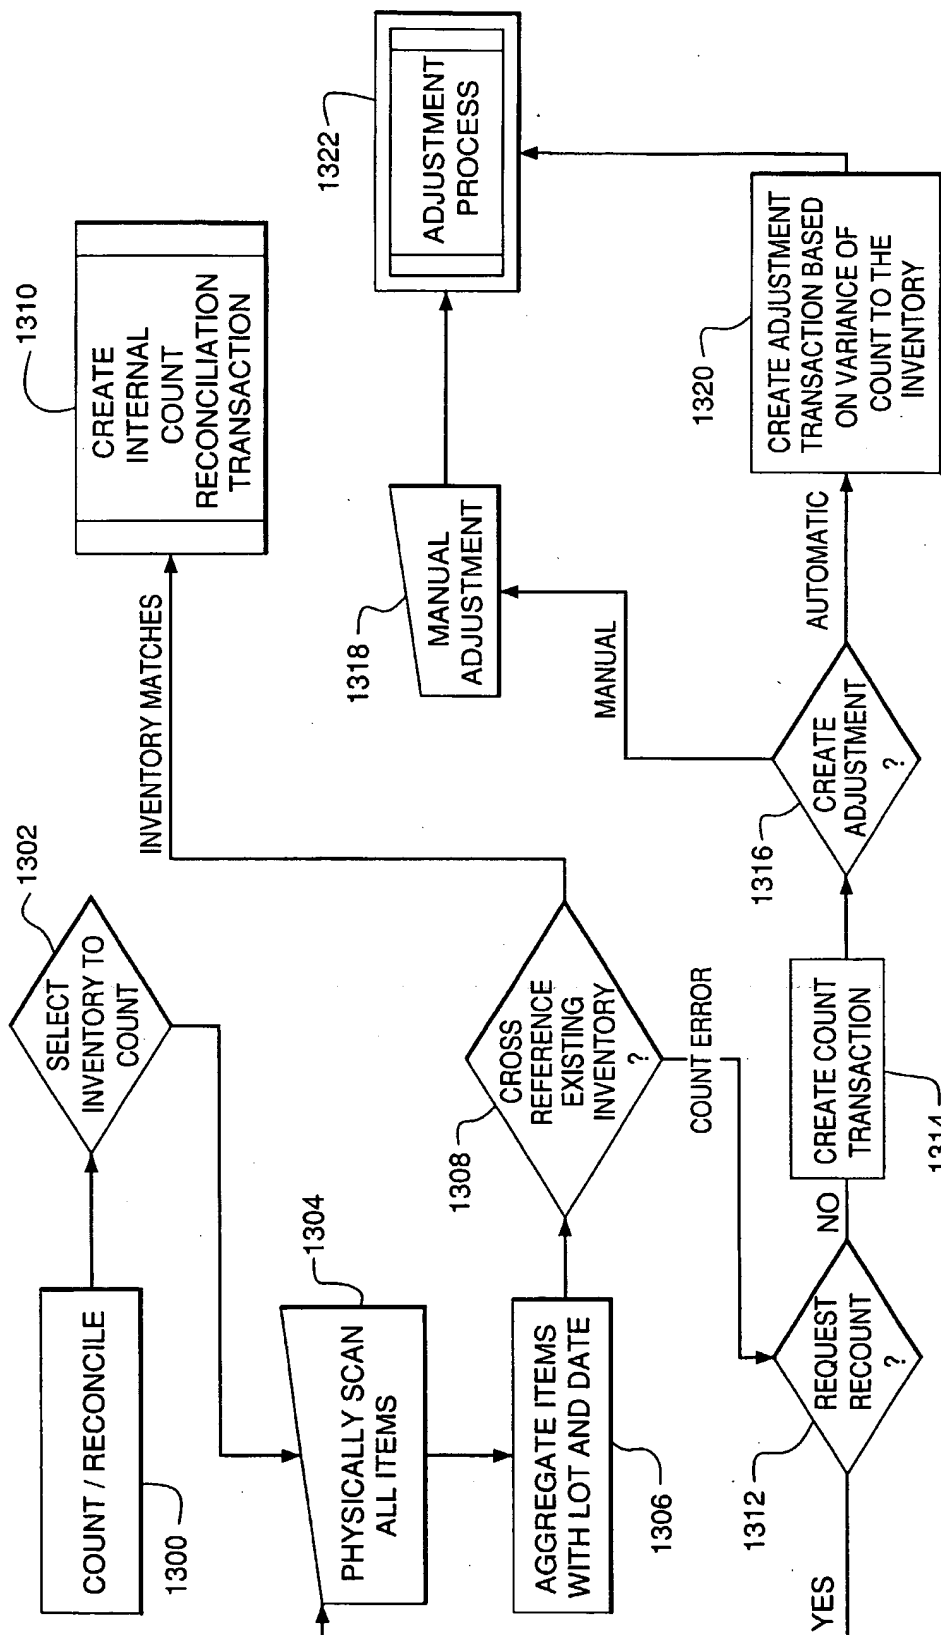 COUNT / RECONCILE
1300
SELECT
INVENTORY TO
COUNT
1302
PHYSICALLY SCAN
ALL ITEMS
1304
AGGREGATE ITEMS
WITH LOT AND DATE
1306
CROSS
REFERENCE
EXISTING
INVENTORY
?
1308
INVENTORY MATCHES
CREATE
INTERNAL
COUNT
RECONCILIATION
TRANSACTION
1310
COUNT ERROR
REQUEST
RECOUNT
?
1312
YES
NO
CREATE COUNT
TRANSACTION
1314
CREATE
ADJUSTMENT
?
1316
MANUAL
MANUAL
ADJUSTMENT
1318
AUTOMATIC
CREATE ADJUSTMENT
TRANSACTION BASED
ON VARIANCE OF
COUNT TO THE
INVENTORY
1320
ADJUSTMENT
PROCESS
1322